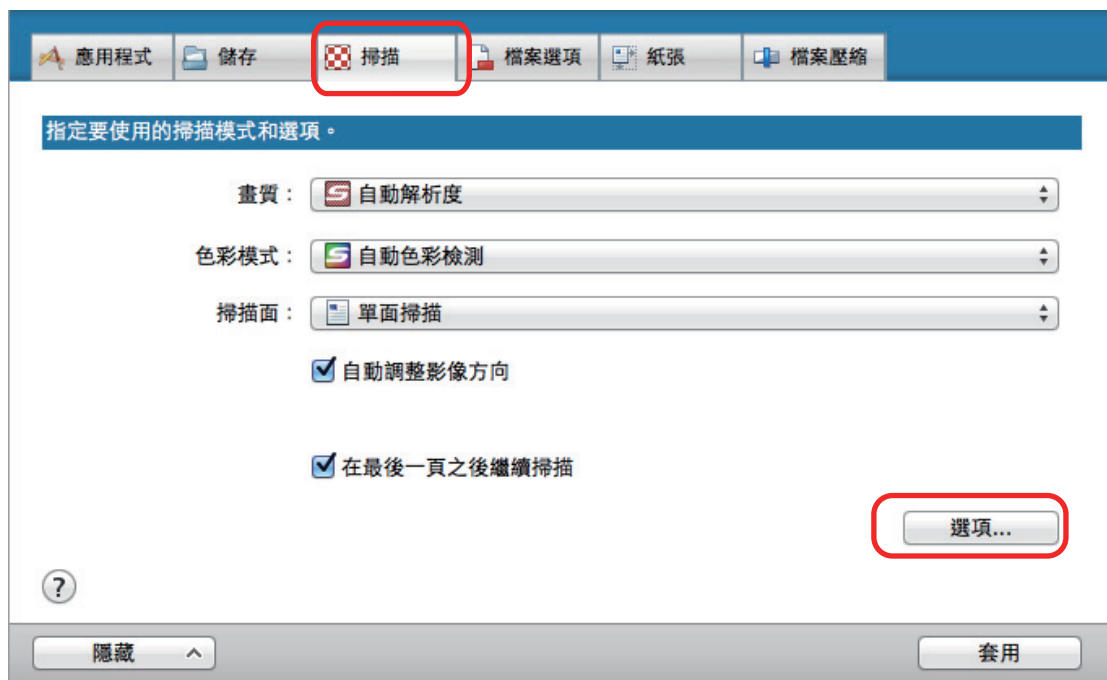 應用程式 儲存 掃描 檔案選項 紙張 檔案壓縮
指定要使用的掃描模式和選項。
畫質： 自動解析度
色彩模式： 自動色彩檢測
掃描面： 單面掃描
自動調整影像方向
在最後一頁之後繼續掃描
選項...
?
隱藏 套用